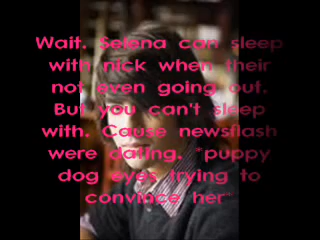 Wait. Selena can sleep
with nick when their
not even going out.
But you can't sleep
with. Cause newsflash
were dating. *puppy
dog eyes trying to
convince her*